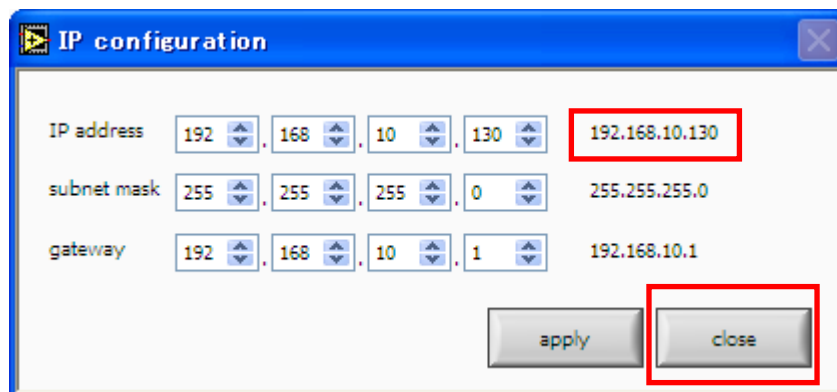 IP configuration
IP address 192 . 168 . 10 . 130 192.168.10.130
subnet mask 255 . 255 . 255 . 0 255.255.255.0
gateway 192 . 168 . 10 . 1 192.168.10.1
apply close